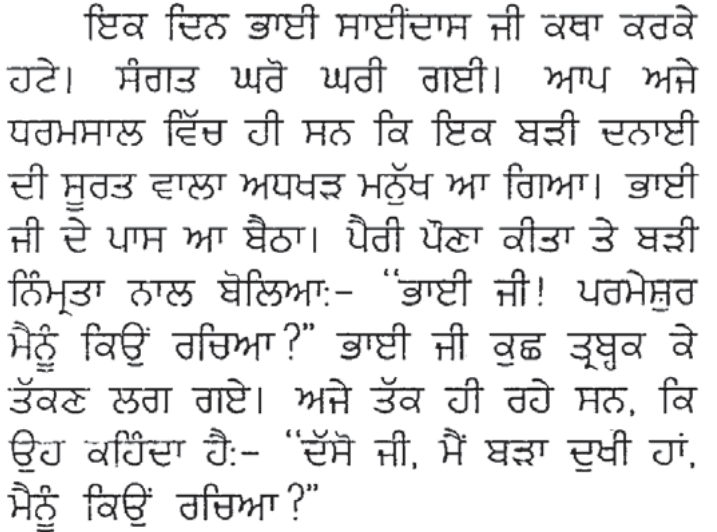 ਇਕ ਦਿਨ ਭਾਈ ਸਾਈਂਦਾਸ ਜੀ ਕਥਾ ਕਰਕੇ
ਹਟੇ। ਸੰਗਤ ਘਰੋ ਘਰੀ ਗਈ। ਆਪ ਅਜੇ
ਧਰਮਸਾਲ ਵਿੱਚ ਹੀ ਸਨ ਕਿ ਇਕ ਬੜੀ ਦਨਾਈ
ਦੀ ਸੂਰਤ ਵਾਲਾ ਅਧਖੜ ਮਨੁੱਖ ਆ ਗਿਆ। ਭਾਈ
ਜੀ ਦੇ ਪਾਸ ਆ ਬੈਠਾ। ਪੈਰੀ ਪੌਣਾ ਕੀਤਾ ਤੇ ਬੜੀ
ਨਿੰਮ੍ਰਤਾ ਨਾਲ ਬੋਲਿਆ:– “ਭਾਈ ਜੀ! ਪਰਮੇਸ਼ੁਰ
ਮੈਨੂੰ ਕਿਉਂ ਰਚਿਆ?” ਭਾਈ ਜੀ ਕੁਛ ਤ੍ਰਬ੍ਹਕ ਕੇ
ਤੱਕਣ ਲਗ ਗਏ। ਅਜੇ ਤੱਕ ਹੀ ਰਹੇ ਸਨ, ਕਿ
ਉਹ ਕਹਿੰਦਾ ਹੈ:– “ਦੱਸੋ ਜੀ, ਮੈਂ ਬੜਾ ਦੁਖੀ ਹਾਂ,
ਮੈਨੂੰ ਕਿਉਂ ਰਚਿਆ?”